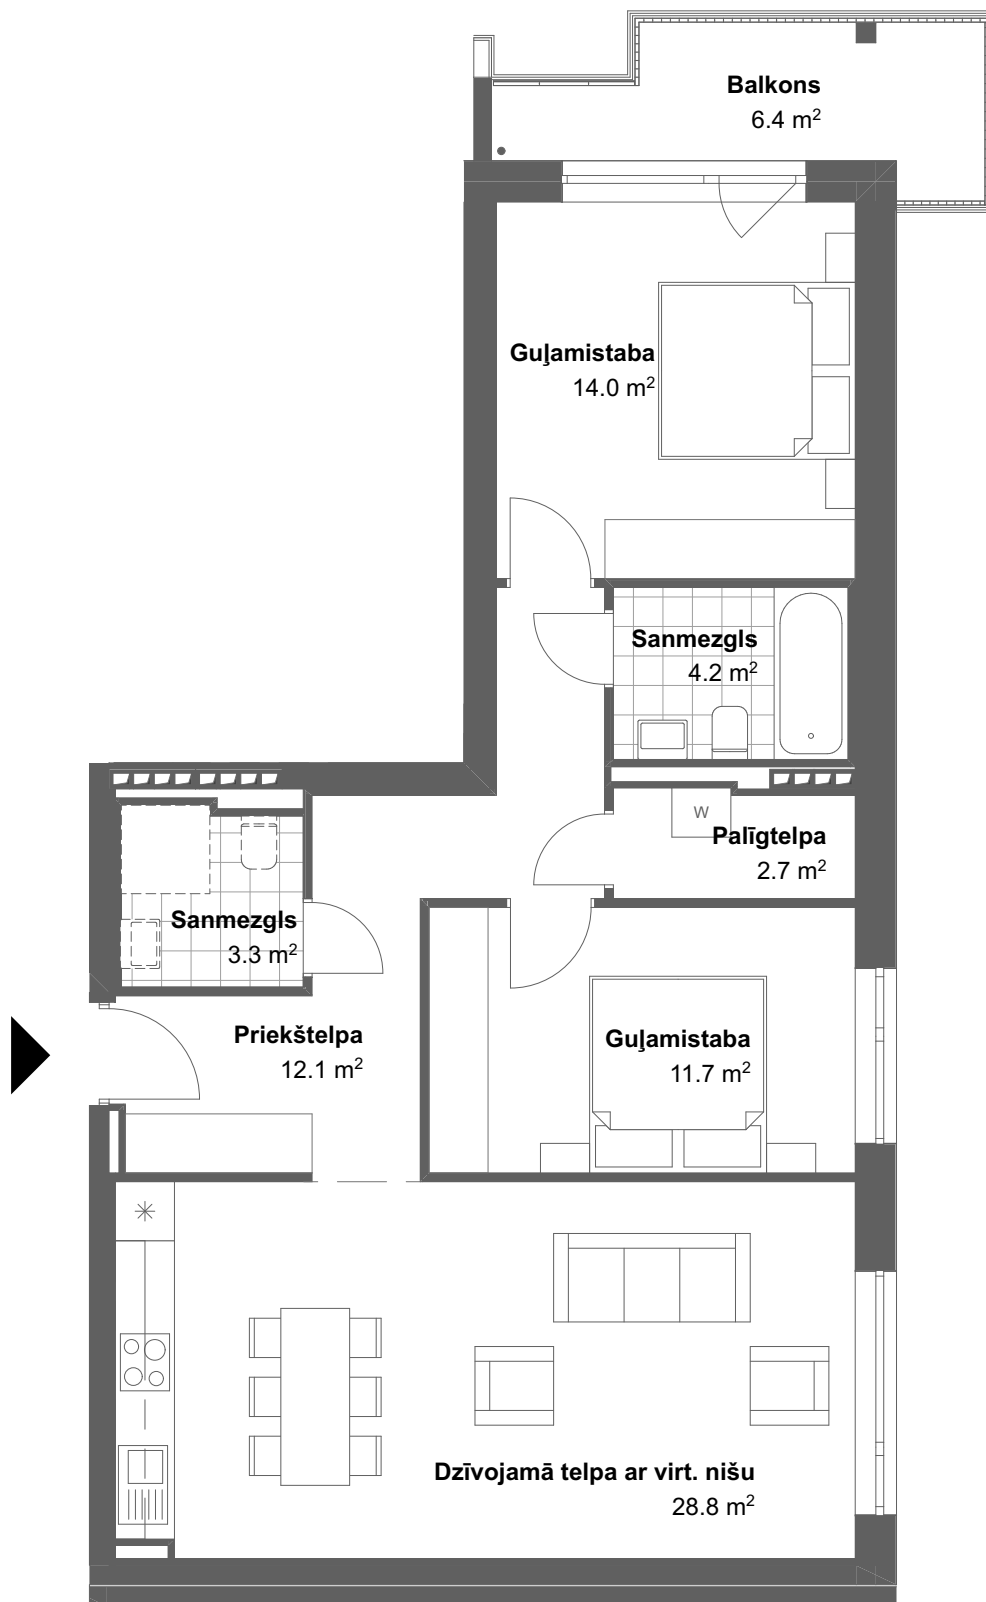 Balkons
6.4 m²
Guļamistaba
14.0 m²
Sanmezgls
4.2 m²
W
Palīgtelpa
2.7 m²
Sanmezgls
3.3 m²
Priekštelpa
12.1 m²
Guļamistaba
11.7 m²
Dzīvojamā telpa ar virt. nišu
28.8 m²